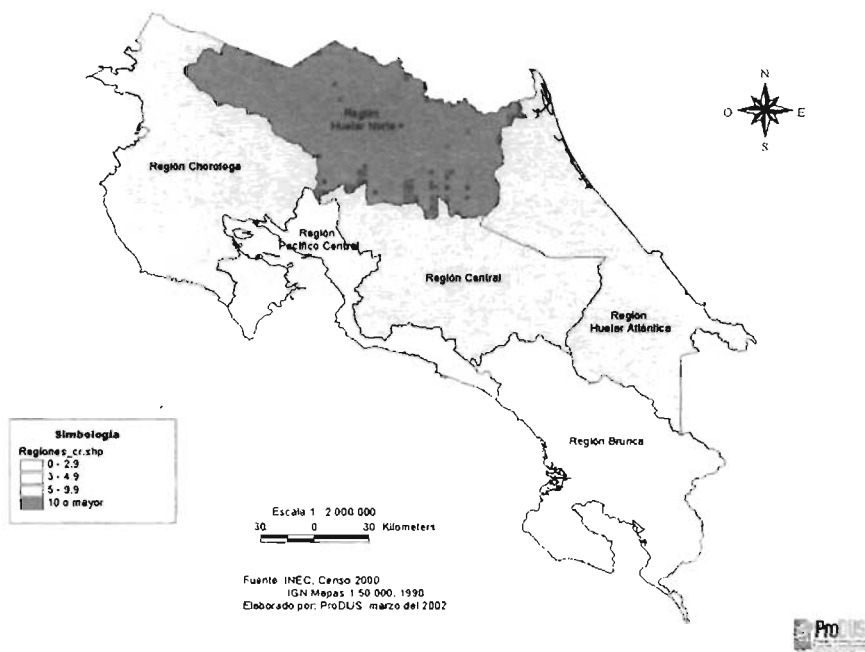 N
O E
S
Región
Huetar Norte
Región Chorotega
Región
Pacífico Central
Región Central
Región
Huetar Atlántica
Región Brunca
Simbología
Regiones_cr.shp
0 - 2.9
3 - 4.9
5 - 9.9
10 o mayor
Escala 1: 2 000 000
30 0 30 Kilometers
Fuente: INEC, Censo 2000
IGN Mapas 1:50 000, 1990
Elaborado por: ProDUS marzo del 2002
ProDUS